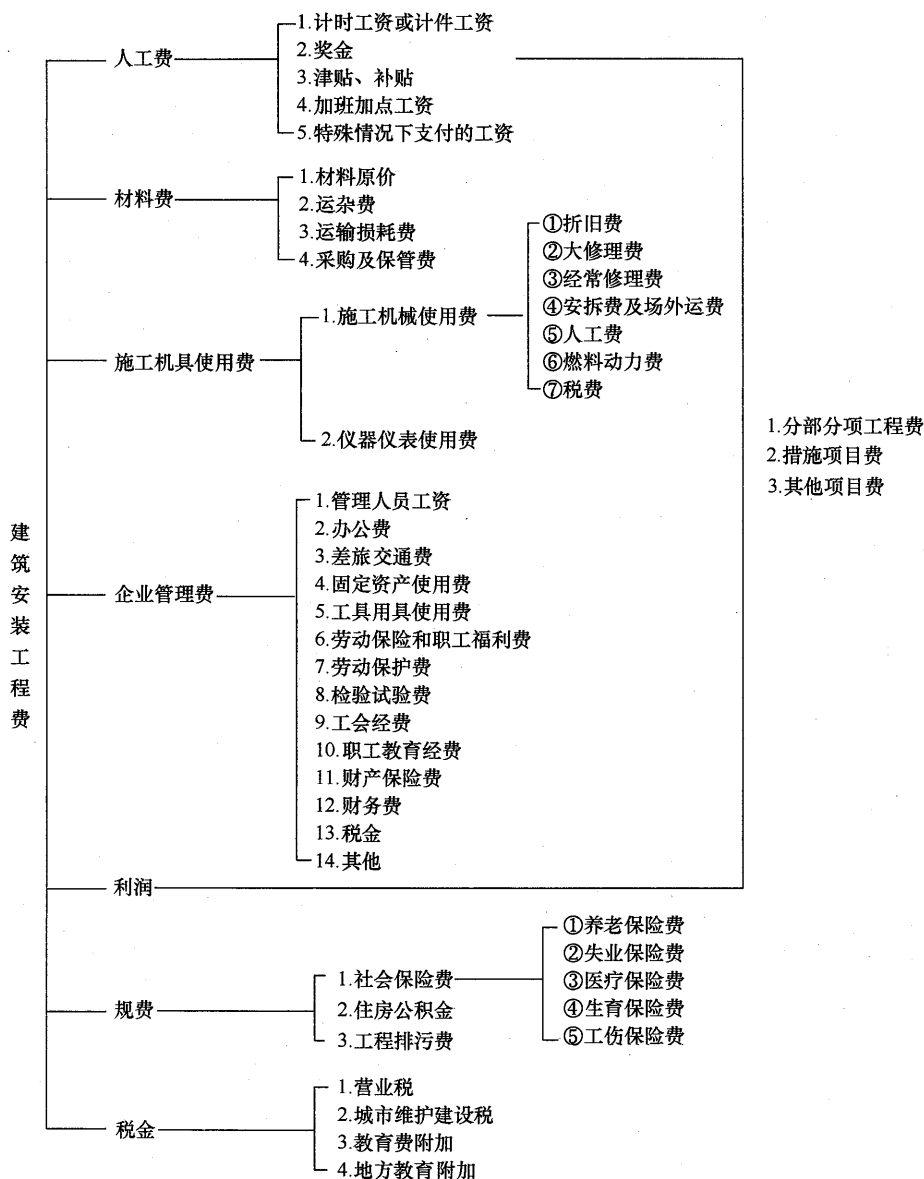 建筑安装工程费
人工费
1.计时工资或计件工资
2.奖金
3.津贴、补贴
4.加班加点工资
5.特殊情况下支付的工资
材料费
1.材料原价
2.运杂费
3.运输损耗费
4.采购及保管费
施工机具使用费
1.施工机械使用费
①折旧费
②大修理费
③经常修理费
④安拆费及场外运费
⑤人工费
⑥燃料动力费
⑦税费
2.仪器仪表使用费
企业管理费
1.管理人员工资
2.办公费
3.差旅交通费
4.固定资产使用费
5.工具用具使用费
6.劳动保险和职工福利费
7.劳动保护费
8.检验试验费
9.工会经费
10.职工教育经费
11.财产保险费
12.财务费
13.税金
14.其他
利润
1.分部分项工程费
2.措施项目费
3.其他项目费
规费
1.社会保险费
①养老保险费
②失业保险费
③医疗保险费
④生育保险费
⑤工伤保险费
2.住房公积金
3.工程排污费
税金
1.营业税
2.城市维护建设税
3.教育费附加
4.地方教育附加